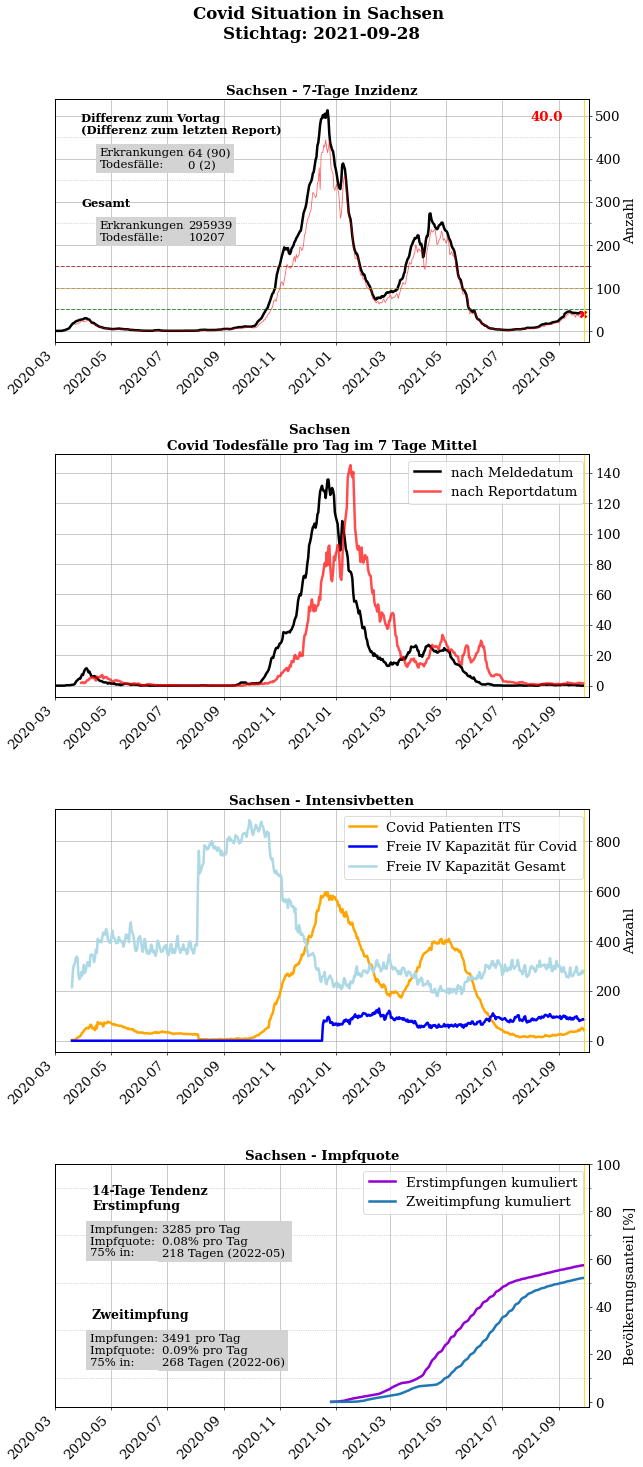 Covid Situation in Sachsen
Stichtag: 2021-09-28
Sachsen - 7-Tage Inzidenz
Differenz zum Vortag
(Differenz zum letzten Report)
Erkrankungen 64 (90)
Todesfälle: 0 (2)
Gesamt
Erkrankungen 295939
Todesfälle: 10207
40.0
500
400
300
200
100
0
Anzahl
2020-03
2020-05
2020-07
2020-09
2020-11
2021-01
2021-03
2021-05
2021-07
2021-09
Sachsen
Covid Todesfälle pro Tag im 7 Tage Mittel
nach Meldedatum
nach Reportdatum
140
120
100
80
60
40
20
0
2020-03
2020-05
2020-07
2020-09
2020-11
2021-01
2021-03
2021-05
2021-07
2021-09
Sachsen - Intensivbetten
Covid Patienten ITS
Freie IV Kapazität für Covid
Freie IV Kapazität Gesamt
800
600
400
200
0
Anzahl
2020-03
2020-05
2020-07
2020-09
2020-11
2021-01
2021-03
2021-05
2021-07
2021-09
Sachsen - Impfquote
14-Tage Tendenz
Erstimpfung
Impfungen: 3285 pro Tag
Impfquote: 0.08% pro Tag
75% in: 218 Tagen (2022-05)
Zweitimpfung
Impfungen: 3491 pro Tag
Impfquote: 0.09% pro Tag
75% in: 268 Tagen (2022-06)
Erstimpfungen kumuliert
Zweitimpfung kumuliert
100
80
60
40
20
0
Bevölkerungsanteil [%]
2020-03
2020-05
2020-07
2020-09
2020-11
2021-01
2021-03
2021-05
2021-07
2021-09